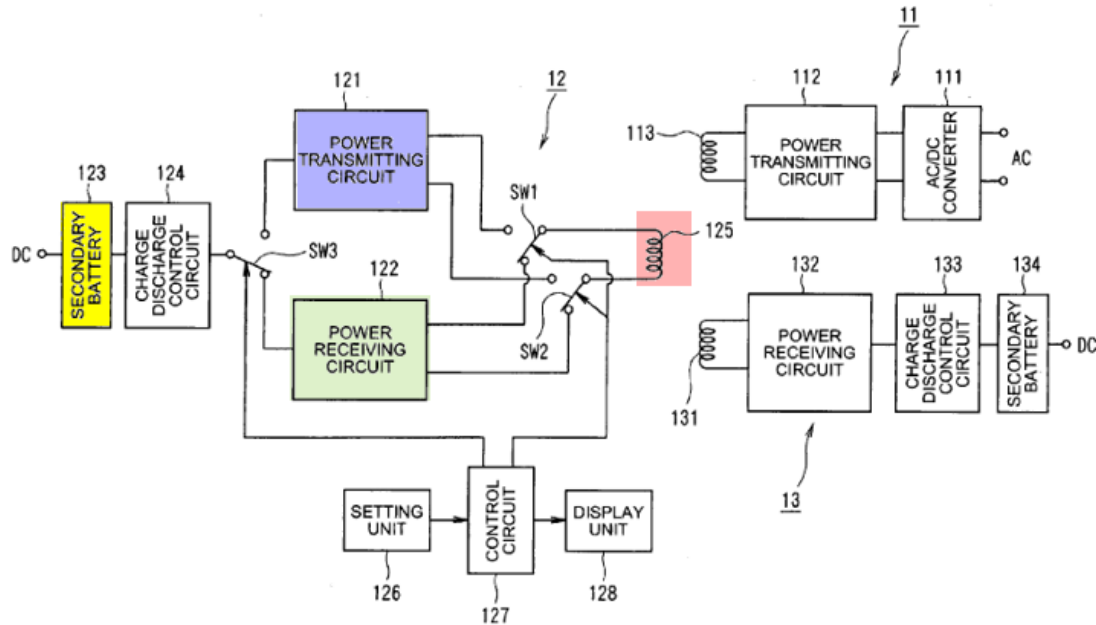 11
121
12
112
111
113
POWER
TRANSMITTING
CIRCUIT
POWER
TRANSMITTING
CIRCUIT
AC/DC
CONVERTER
AC
123
124
SW1
125
DC
SECONDARY
BATTERY
CHARGE
DISCHARGE
CONTROL
CIRCUIT
SW3
122
132
133
134
POWER
RECEIVING
CIRCUIT
SW2
POWER
RECEIVING
CIRCUIT
CHARGE
DISCHARGE
CONTROL
CIRCUIT
SECONDARY
BATTERY
DC
131
13
SETTING
UNIT
CONTROL
CIRCUIT
DISPLAY
UNIT
126
127
128